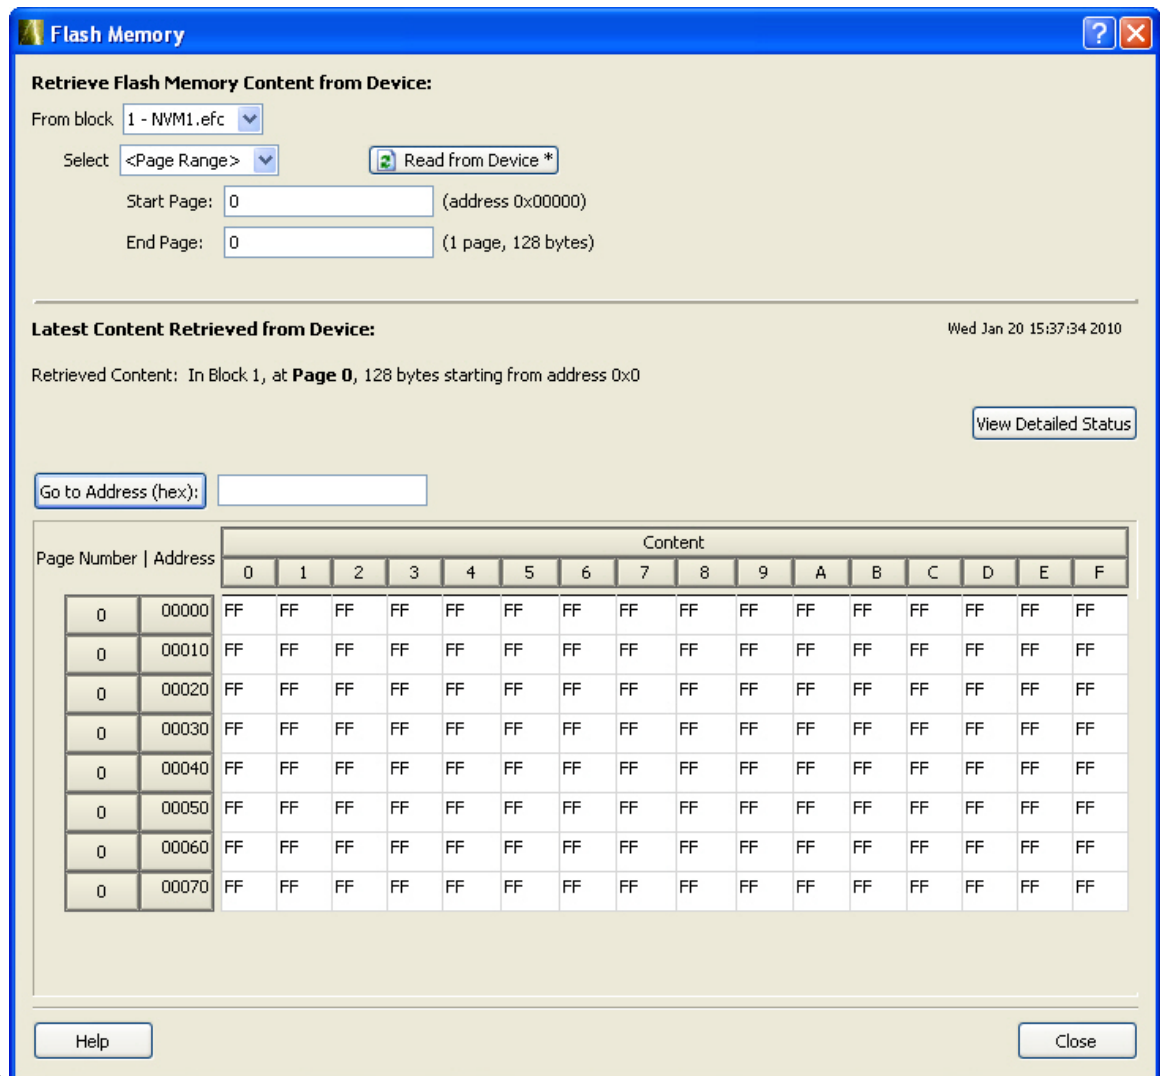 Flash Memory
Retrieve Flash Memory Content from Device:
From block 1 - NVM1.efc
Select <Page Range> Read from Device *
Start Page: 0 (address 0x00000)
End Page: 0 (1 page, 128 bytes)
Latest Content Retrieved from Device: Wed Jan 20 15:37:34 2010
Retrieved Content: In Block 1, at Page 0, 128 bytes starting from address 0x0
View Detailed Status
Go to Address (hex):
Content
Page Number | Address
0 1 2 3 4 5 6 7 8 9 A B C D E F
0 00000 FF FF FF FF FF FF FF FF FF FF FF FF FF FF FF FF
0 00010 FF FF FF FF FF FF FF FF FF FF FF FF FF FF FF FF
0 00020 FF FF FF FF FF FF FF FF FF FF FF FF FF FF FF FF
0 00030 FF FF FF FF FF FF FF FF FF FF FF FF FF FF FF FF
0 00040 FF FF FF FF FF FF FF FF FF FF FF FF FF FF FF FF
0 00050 FF FF FF FF FF FF FF FF FF FF FF FF FF FF FF FF
0 00060 FF FF FF FF FF FF FF FF FF FF FF FF FF FF FF FF
0 00070 FF FF FF FF FF FF FF FF FF FF FF FF FF FF FF FF
Help Close